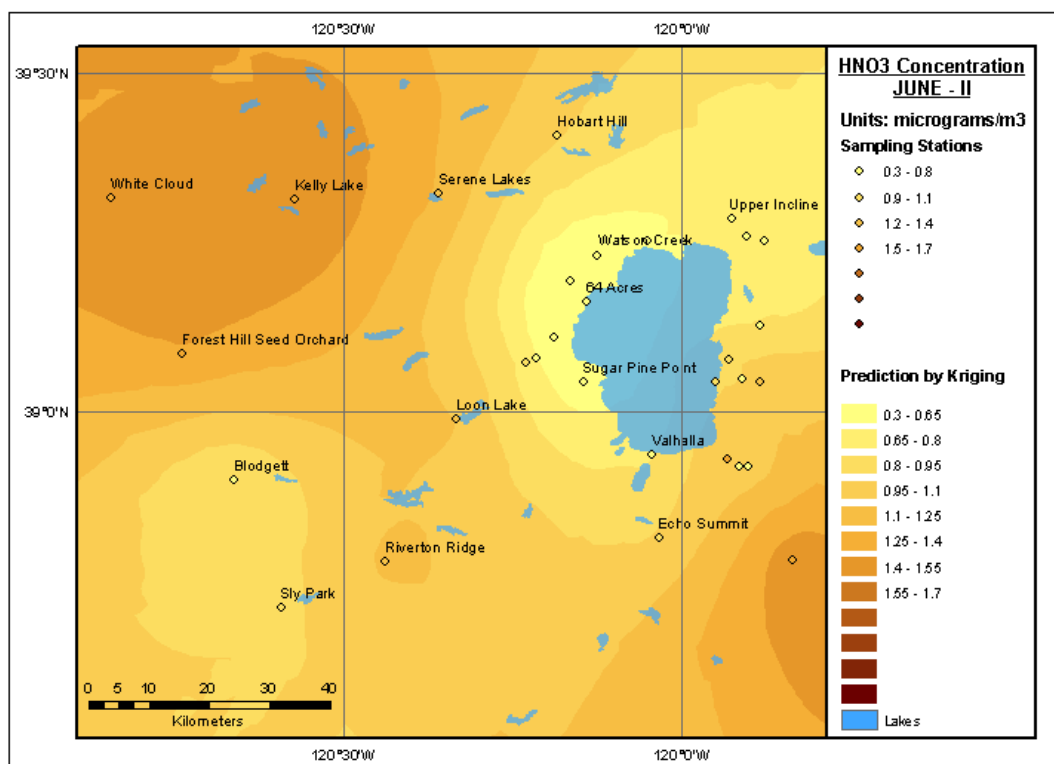 120°30'W
120°0'W
39°30'N
39°30'N
HNO3 Concentration
JUNE - II
Units: micrograms/m3
Sampling Stations
0.3 - 0.8
0.9 - 1.1
1.2 - 1.4
1.5 - 1.7
Hobart Hill
White Cloud
Kelly Lake
Serene Lakes
Upper Incline
Watson Creek
64 Acres
Forest Hill Seed Orchard
Sugar Pine Point
Prediction by Kriging
0.3 - 0.65
0.65 - 0.8
0.8 - 0.95
0.95 - 1.1
1.1 - 1.25
1.25 - 1.4
1.4 - 1.55
1.55 - 1.7
Lakes
39°0'N
39°0'N
Loon Lake
Valhalla
Blodgett
Echo Summit
Riverton Ridge
Sly Park
0 5 10 20 30 40
Kilometers
120°30'W
120°0'W